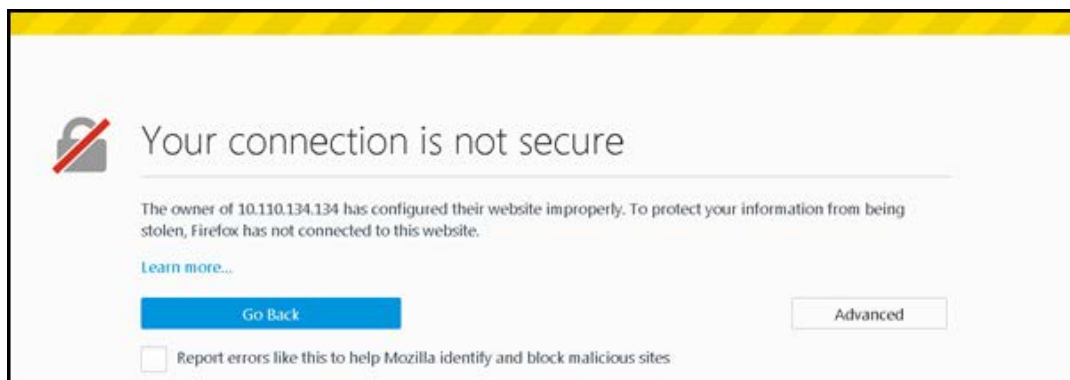 Your connection is not secure
The owner of 10.110.134.134 has configured their website improperly. To protect your information from being
stolen, Firefox has not connected to this website.
Learn more...
Go Back
Advanced
Report errors like this to help Mozilla identify and block malicious sites